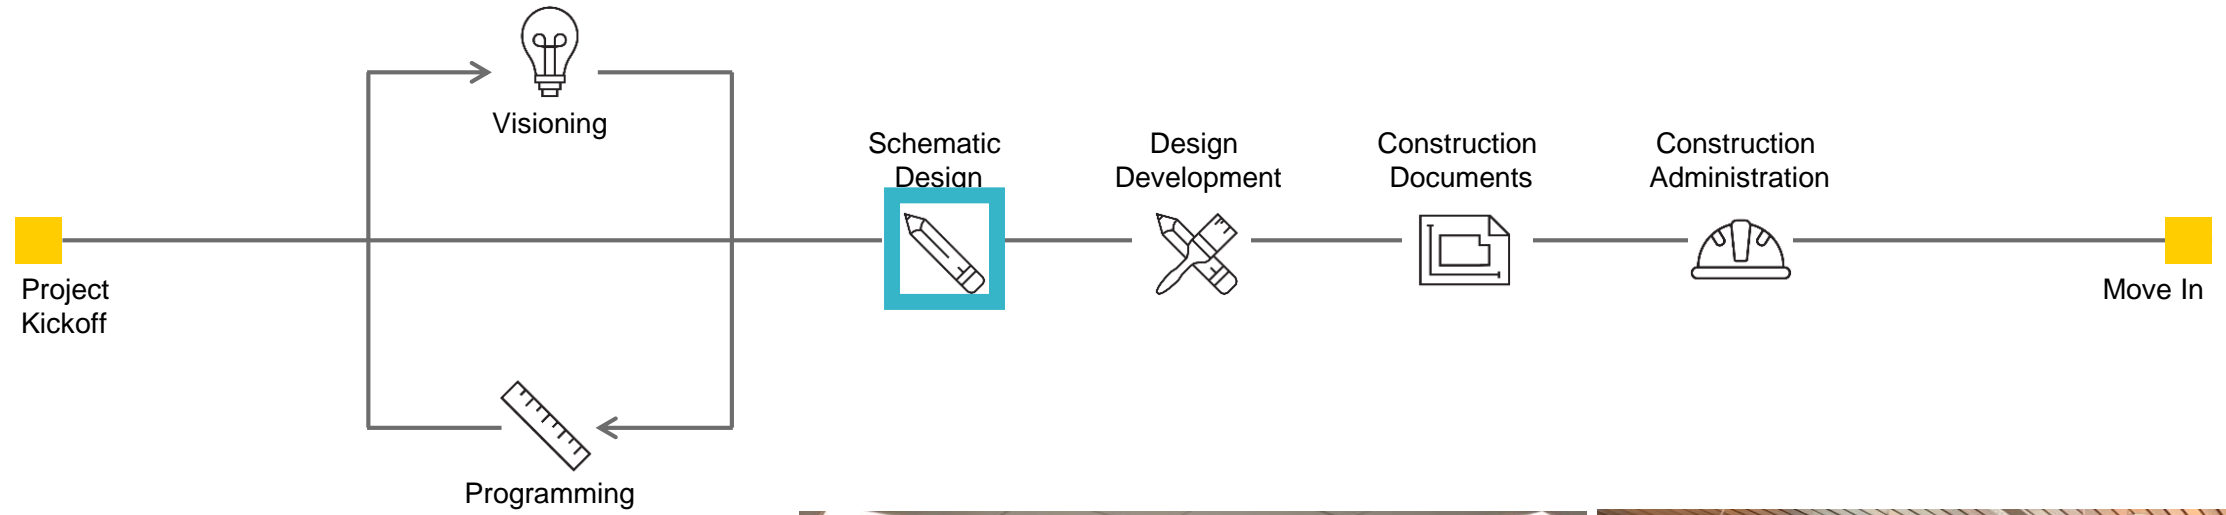 Visioning
Schematic
Design
Design
Development
Construction
Documents
Construction
Administration
Project
Kickoff
Move In
Programming